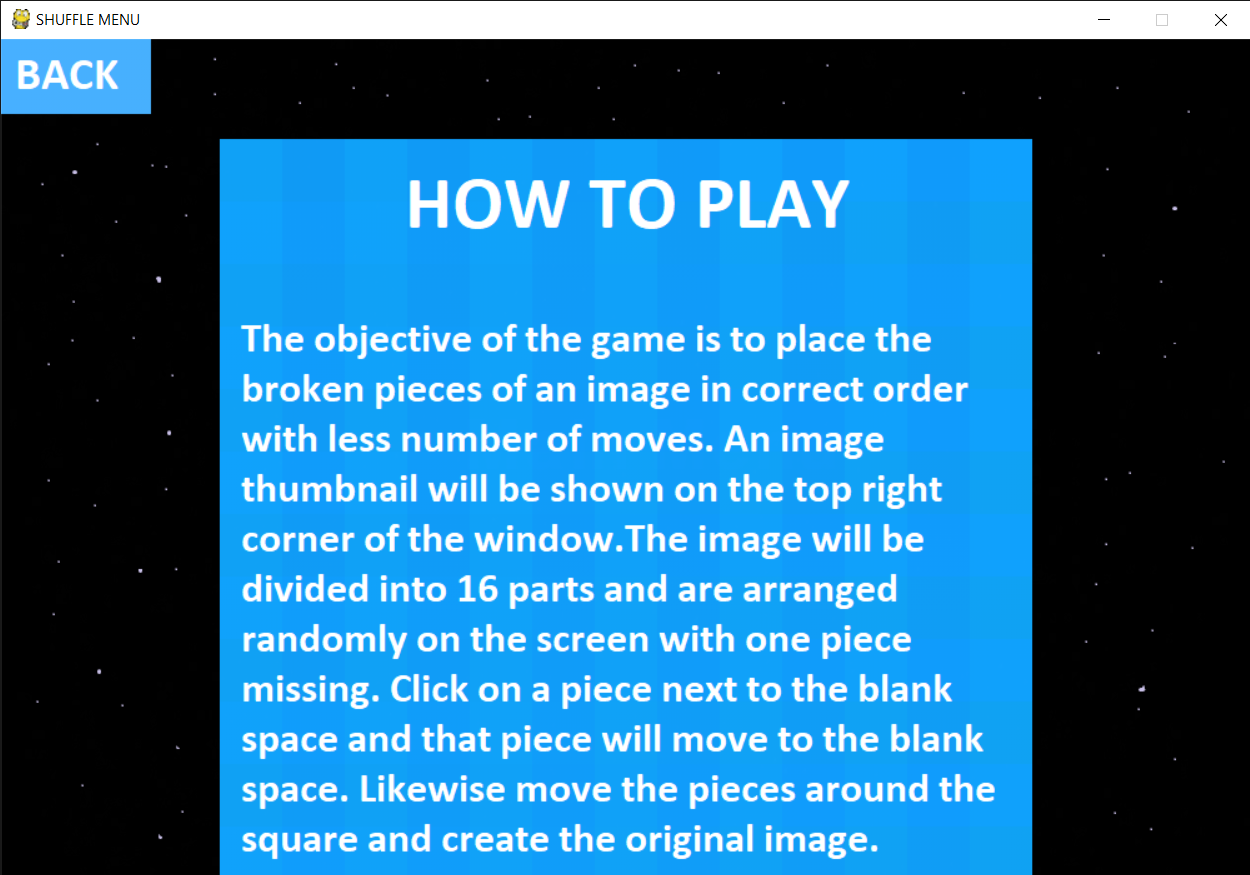 SHUFFLE MENU
BACK
HOW TO PLAY
The objective of the game is to place the
broken pieces of an image in correct order
with less number of moves. An image
thumbnail will be shown on the top right
corner of the window.The image will be
divided into 16 parts and are arranged
randomly on the screen with one piece
missing. Click on a piece next to the blank
space and that piece will move to the blank
space. Likewise move the pieces around the
square and create the original image.